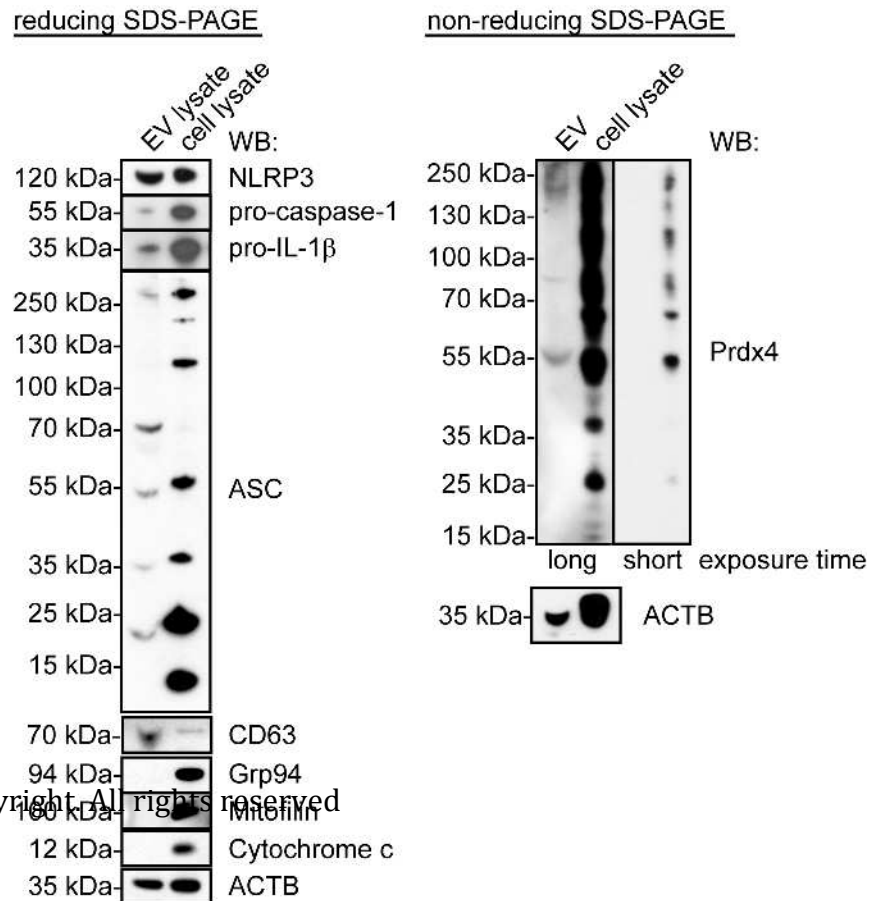 reducing SDS-PAGE
EV lysate
cell lysate
WB:
120 kDa- NLRP3
55 kDa- pro-caspase-1
35 kDa- pro-IL-1β
250 kDa-
130 kDa-
100 kDa-
70 kDa-
55 kDa- ASC
35 kDa-
25 kDa-
15 kDa-
70 kDa- CD63
94 kDa- Grp94
100 kDa- Mitofilin
yright. All rights reserved
12 kDa- Cytochrome c
35 kDa- ACTB
non-reducing SDS-PAGE
EV
cell lysate
WB:
250 kDa-
130 kDa-
100 kDa-
70 kDa-
55 kDa- Prdx4
35 kDa-
25 kDa-
15 kDa-
long short exposure time
35 kDa- ACTB